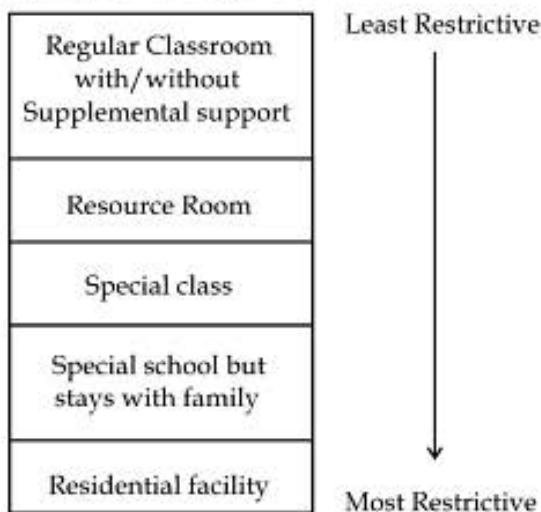 Least Restrictive
Regular Classroom
with/without
Supplemental support
Resource Room
Special class
Special school but
stays with family
Residential facility
Most Restrictive